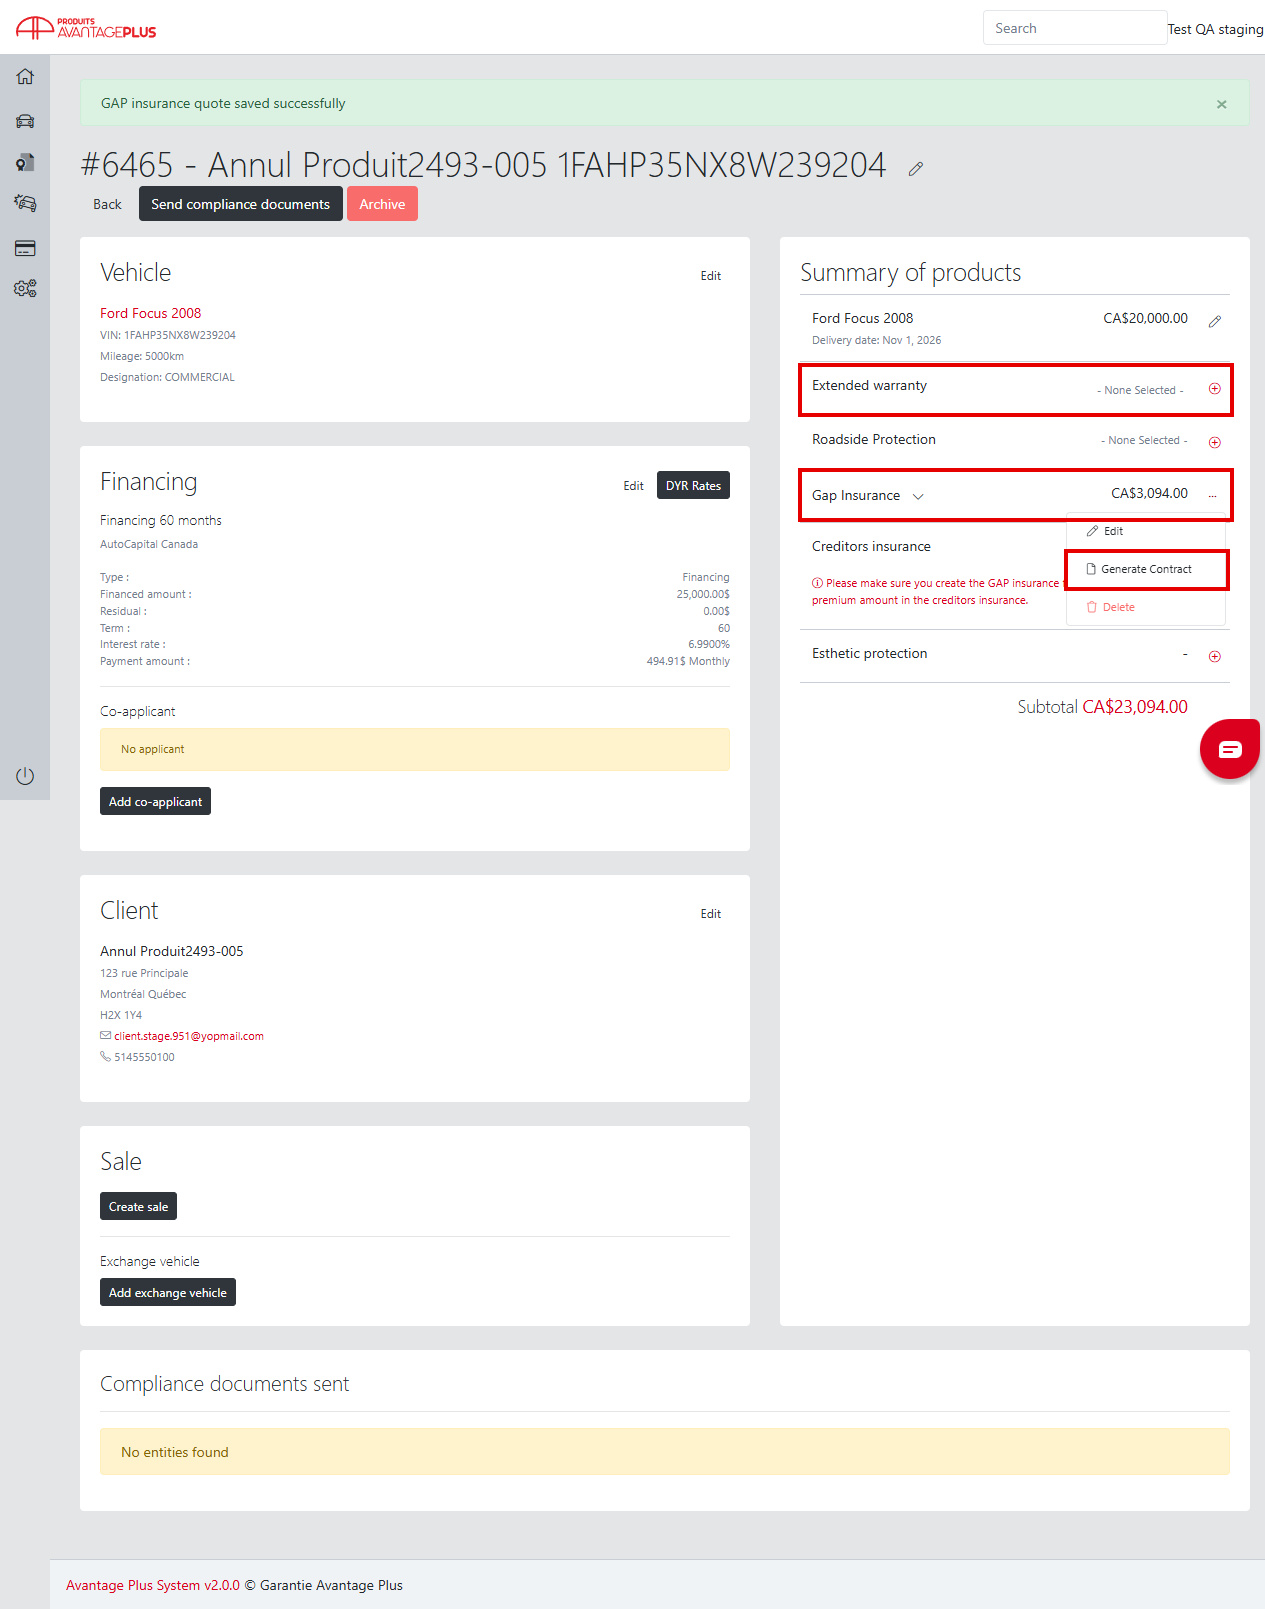 PRODUITS
AVANTAGEPLUS
Search
Test QA staging
GAP insurance quote saved successfully
×
#6465 - Annul Produit2493-005 1FAHP35NX8W239204
Back
Send compliance documents
Archive
Vehicle
Edit
Ford Focus 2008
VIN: 1FAHP35NX8W239204
Mileage: 5000km
Designation: COMMERCIAL
Financing
Edit
DYR Rates
Financing 60 months
AutoCapital Canada
Type :
Financing
Financed amount :
25,000.00$
Residual :
0.00$
Term :
60
Interest rate :
6.9900%
Payment amount :
494.91$ Monthly
Co-applicant
No applicant
Add co-applicant
Client
Edit
Annul Produit2493-005
123 rue Principale
Montréal Québec
H2X 1Y4
client.stage.951@yopmail.com
5145550100
Sale
Create sale
Exchange vehicle
Add exchange vehicle
Summary of products
Ford Focus 2008
CA$20,000.00
Delivery date: Nov 1, 2026
Extended warranty
- None Selected -
Roadside Protection
- None Selected -
Gap Insurance
CA$3,094.00
...
Edit
Generate Contract
Delete
Creditors insurance
Please make sure you create the GAP insurance
premium amount in the creditors insurance.
Esthetic protection
-
Subtotal CA$23,094.00
Compliance documents sent
No entities found
Avantage Plus System v2.0.0 © Garantie Avantage Plus